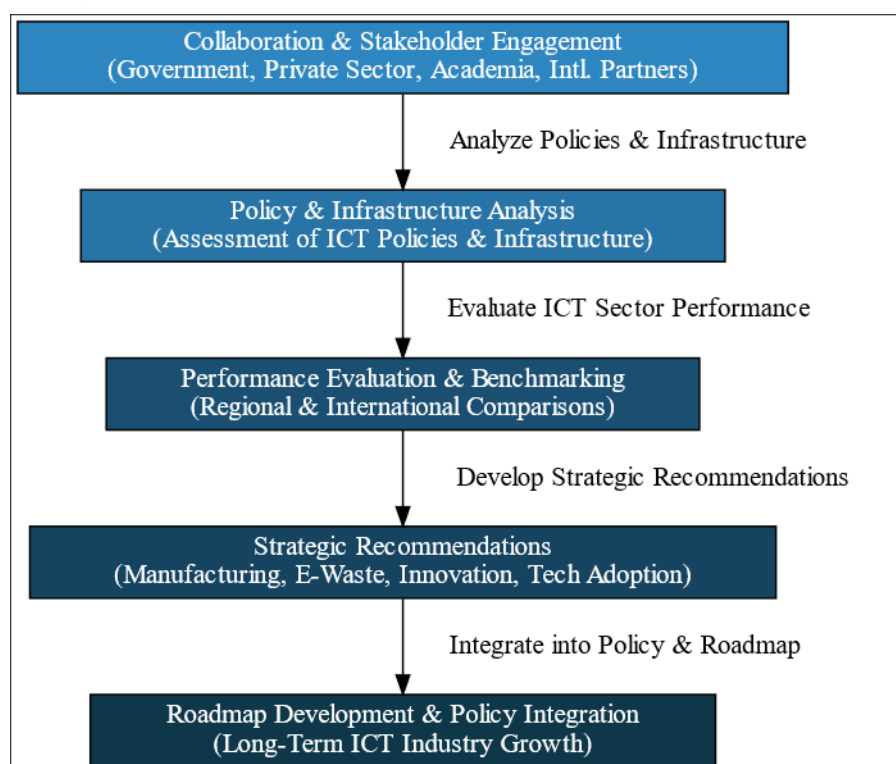 Collaboration & Stakeholder Engagement
(Government, Private Sector, Academia, Intl. Partners)
Analyze Policies & Infrastructure
Policy & Infrastructure Analysis
(Assessment of ICT Policies & Infrastructure)
Evaluate ICT Sector Performance
Performance Evaluation & Benchmarking
(Regional & International Comparisons)
Develop Strategic Recommendations
Strategic Recommendations
(Manufacturing, E-Waste, Innovation, Tech Adoption)
Integrate into Policy & Roadmap
Roadmap Development & Policy Integration
(Long-Term ICT Industry Growth)